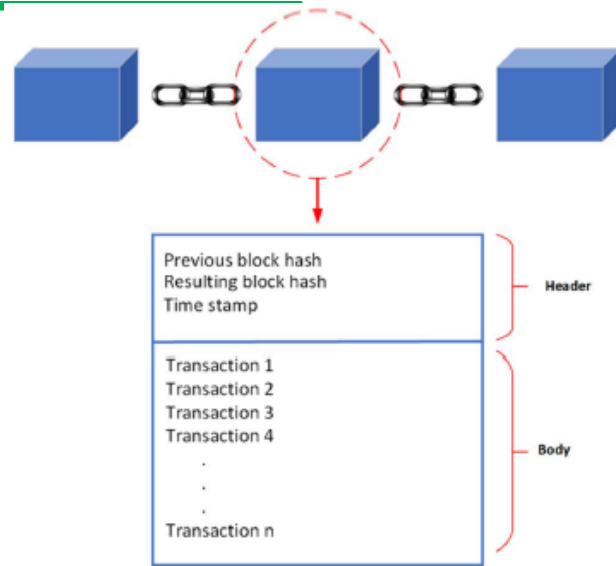 Previous block hash
Resulting block hash
Time stamp
Header
Transaction 1
Transaction 2
Transaction 3
Transaction 4
.
.
.
Transaction n
Body